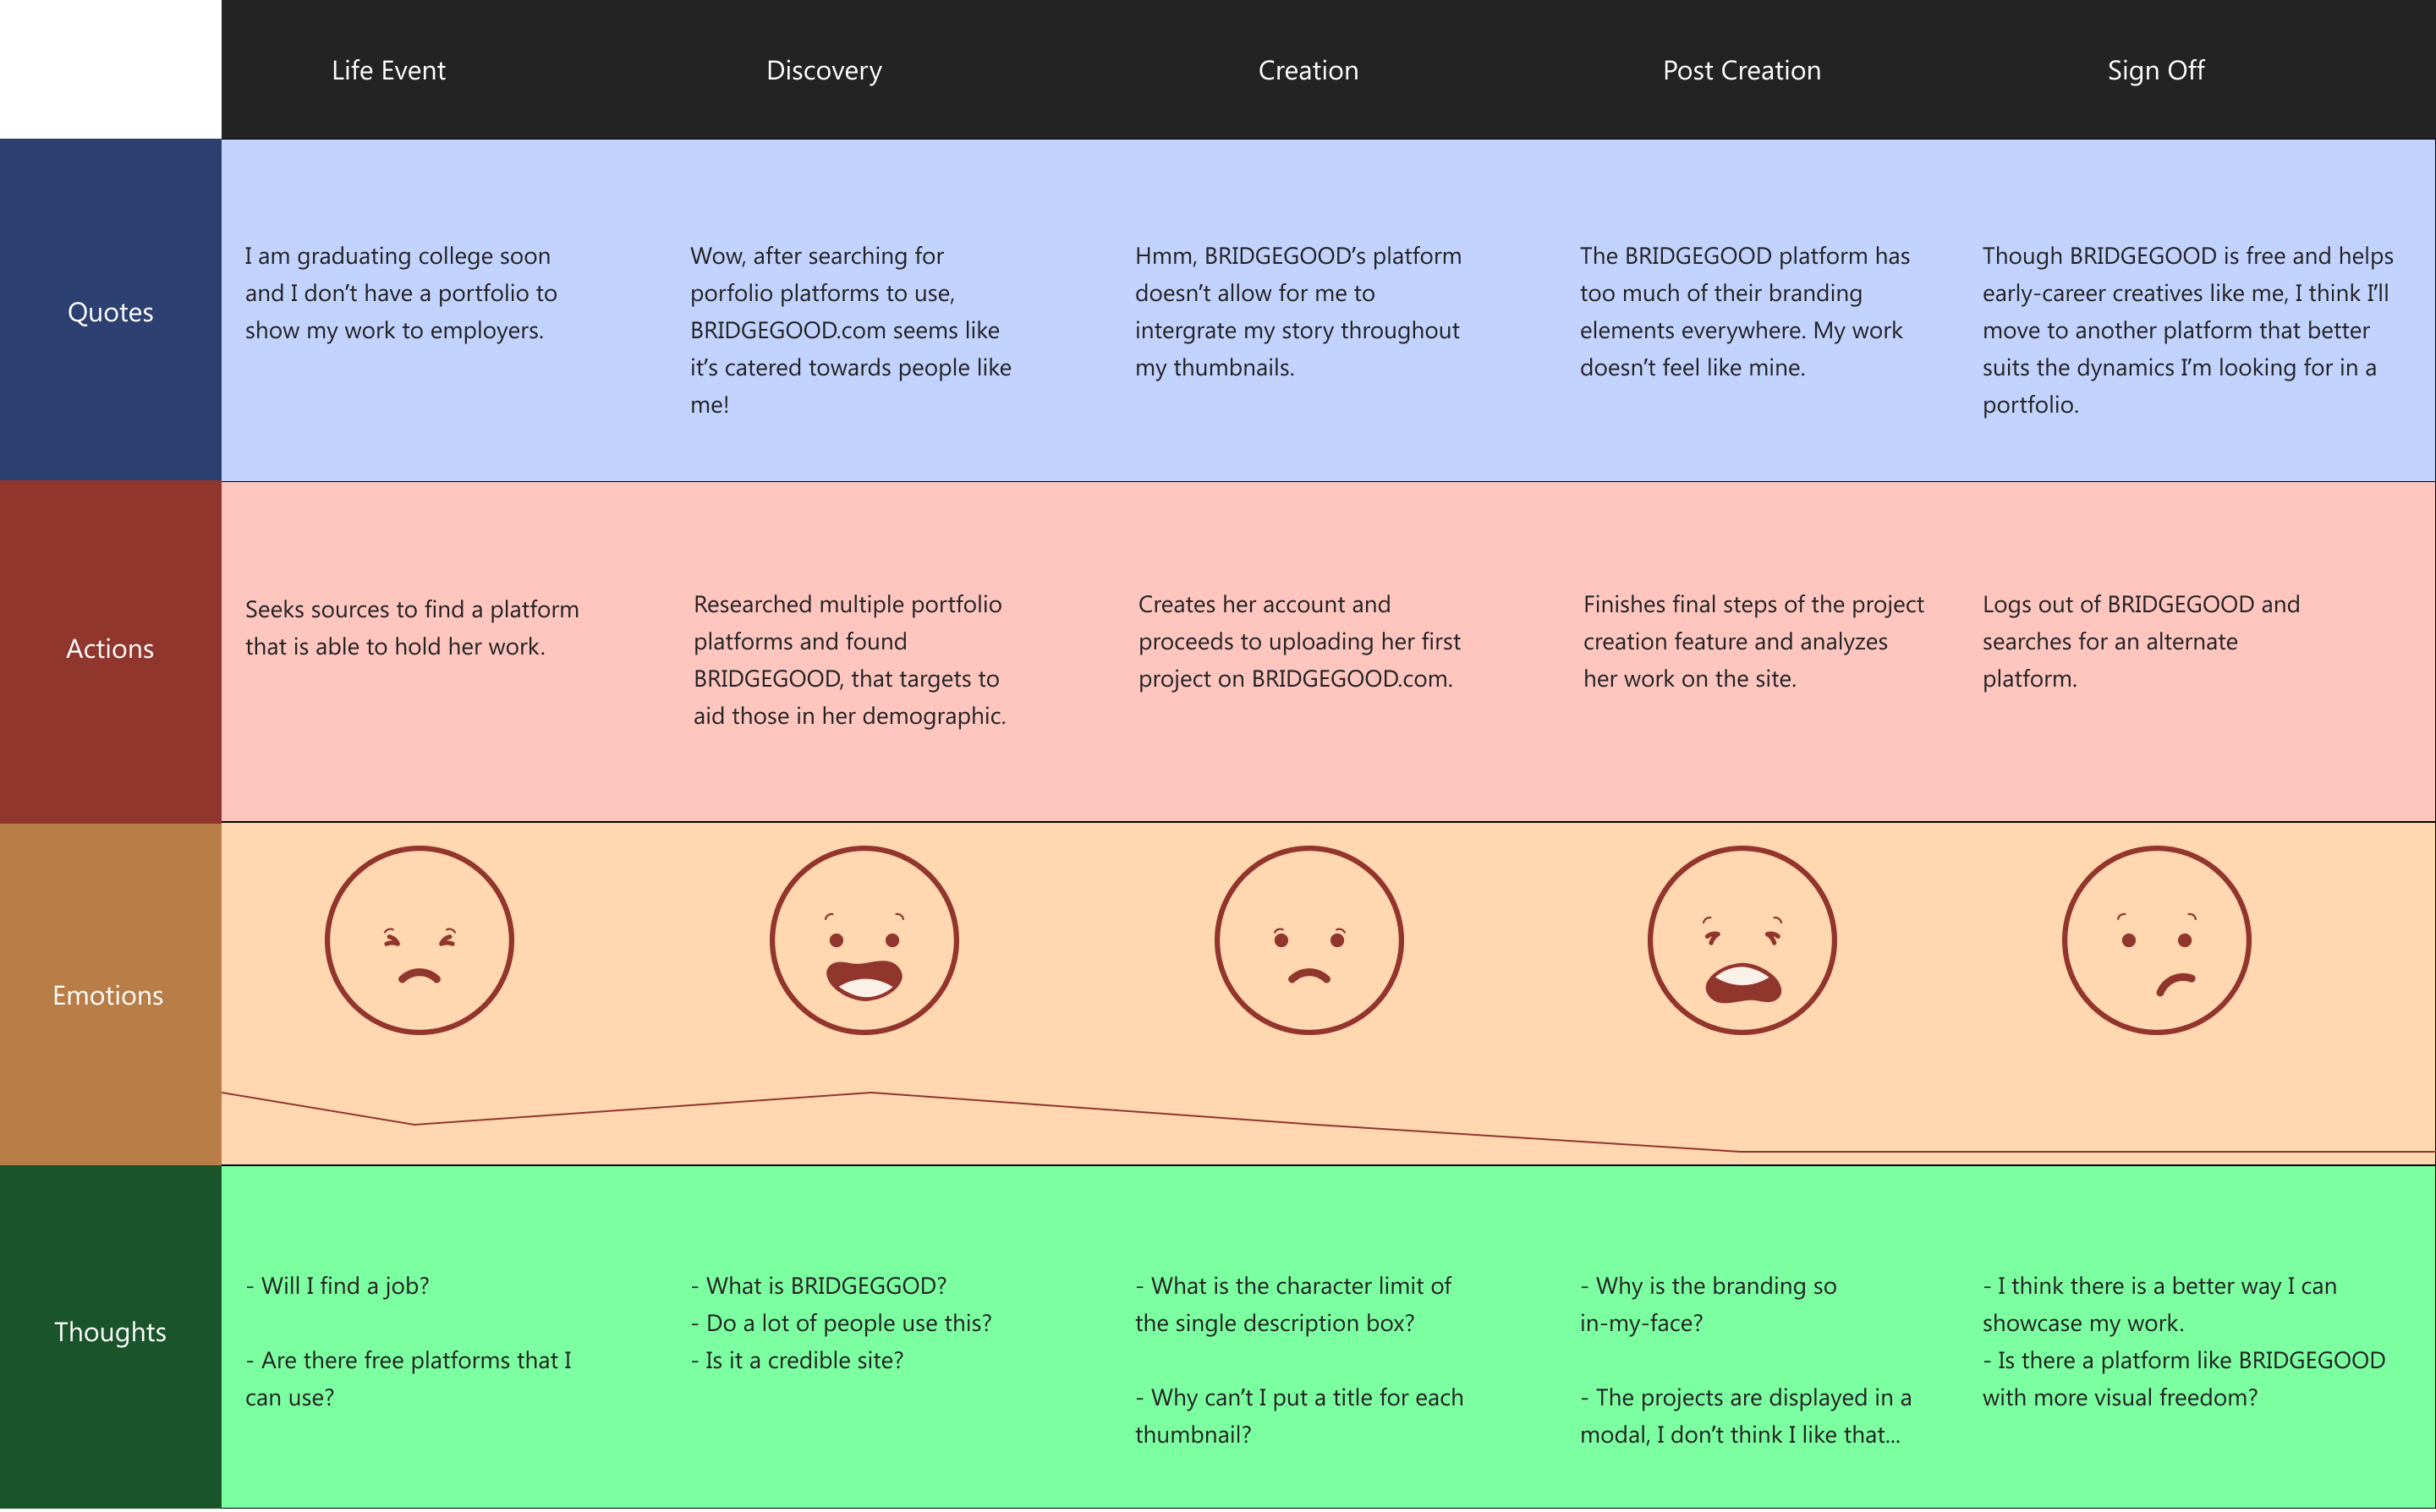 Life Event
Discovery
Creation
Post Creation
Sign Off
Quotes
I am graduating college soon
and I don’t have a portfolio to
show my work to employers.
Wow, after searching for
porfolio platforms to use,
BRIDGEGOOD.com seems like
it’s catered towards people like
me!
Hmm, BRIDGEGOOD’s platform
doesn’t allow for me to
intergrate my story throughout
my thumbnails.
The BRIDGEGOOD platform has
too much of their branding
elements everywhere. My work
doesn’t feel like mine.
Though BRIDGEGOOD is free and helps
early-career creatives like me, I think I’ll
move to another platform that better
suits the dynamics I’m looking for in a
portfolio.
Actions
Seeks sources to find a platform
that is able to hold her work.
Researched multiple portfolio
platforms and found
BRIDGEGOOD, that targets to
aid those in her demographic.
Creates her account and
proceeds to uploading her first
project on BRIDGEGOOD.com.
Finishes final steps of the project
creation feature and analyzes
her work on the site.
Logs out of BRIDGEGOOD and
searches for an alternate
platform.
Emotions
Thoughts
- Will I find a job?
- Are there free platforms that I
can use?
- What is BRIDGEGGOD?
- Do a lot of people use this?
- Is it a credible site?
- What is the character limit of
the single description box?
- Why can’t I put a title for each
thumbnail?
- Why is the branding so
in-my-face?
- The projects are displayed in a
modal, I don’t think I like that...
- I think there is a better way I can
showcase my work.
- Is there a platform like BRIDGEGOOD
with more visual freedom?